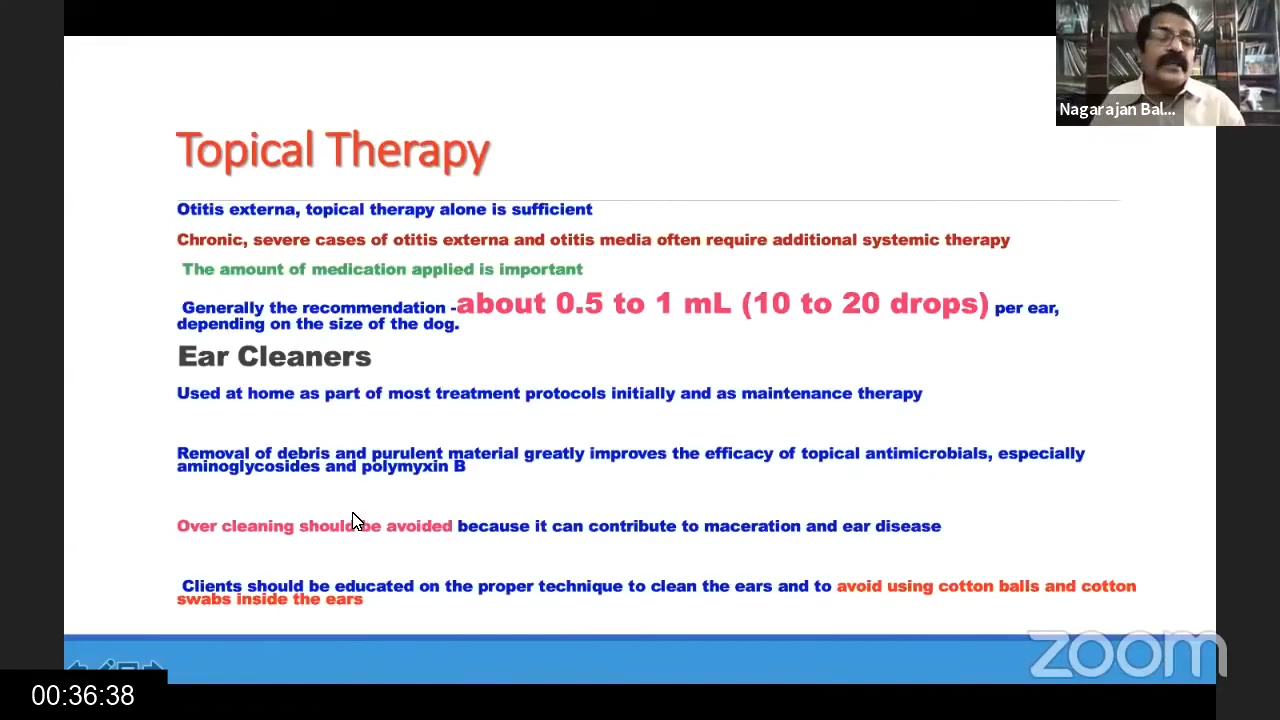 Nagarajan Bal...
Topical Therapy
Otitis externa, topical therapy alone is sufficient
Chronic, severe cases of otitis externa and otitis media often require additional systemic therapy
The amount of medication applied is important
Generally the recommendation -about 0.5 to 1 mL (10 to 20 drops) per ear,
depending on the size of the dog.
Ear Cleaners
Used at home as part of most treatment protocols initially and as maintenance therapy
Removal of debris and purulent material greatly improves the efficacy of topical antimicrobials, especially
aminoglycosides and polymyxin B
Over cleaning should be avoided because it can contribute to maceration and ear disease
Clients should be educated on the proper technique to clean the ears and to avoid using cotton balls and cotton
swabs inside the ears
zoom
00:36:38